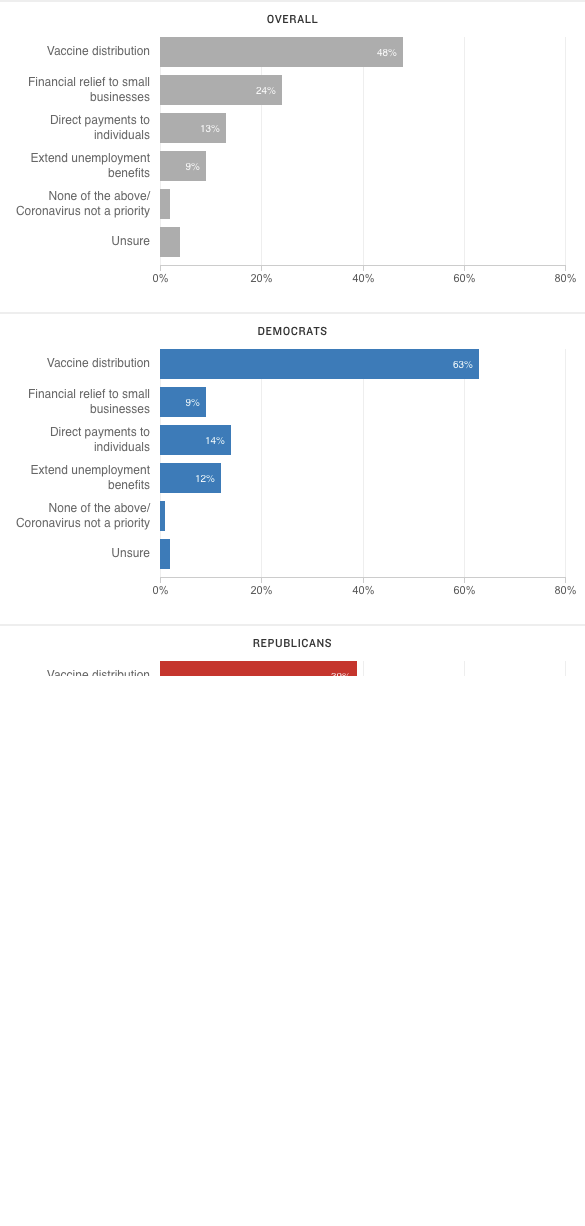 OVERALL
Vaccine distribution
48%
Financial relief to small
businesses
24%
Direct payments to
individuals
13%
Extend unemployment
benefits
9%
None of the above/
Coronavirus not a priority
Unsure
0% 20% 40% 60% 80%
DEMOCRATS
Vaccine distribution
63%
Financial relief to small
businesses
9%
Direct payments to
individuals
14%
Extend unemployment
benefits
12%
None of the above/
Coronavirus not a priority
Unsure
0% 20% 40% 60% 80%
REPUBLICANS
Vaccine distribution